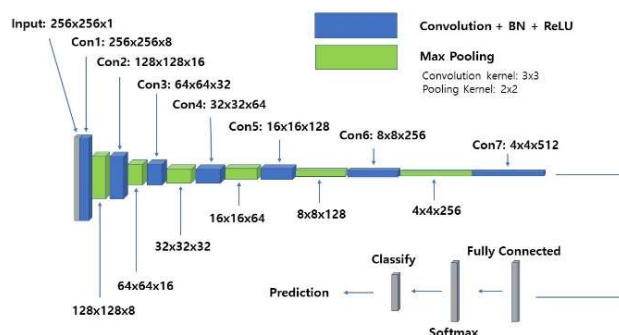 Input: 256x256x1
Con1: 256x256x8
Con2: 128x128x16
Con3: 64x64x32
Con4: 32x32x64
Con5: 16x16x128
Con6: 8x8x256
Con7: 4x4x512
Convolution + BN + ReLU
Max Pooling
Convolution kernel: 3x3
Pooling Kernel: 2x2
128x128x8
64x64x16
32x32x32
16x16x64
8x8x128
4x4x256
Fully Connected
Softmax
Classify
Prediction